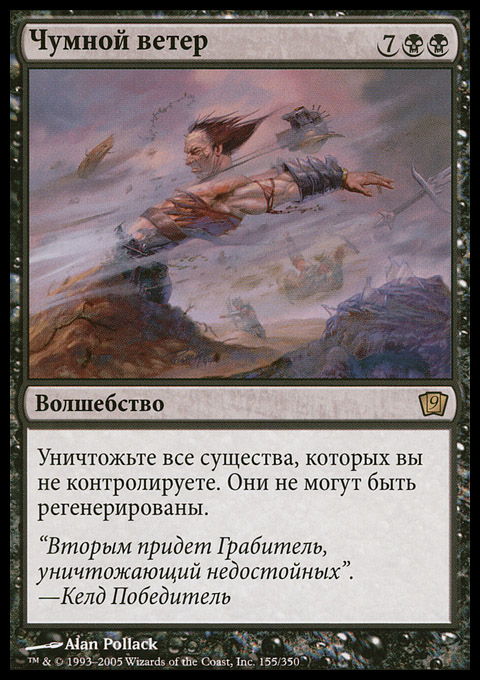 Чумной ветер
7
Волшебство
9
Уничтожьте все существа, которых вы
не контролируете. Они не могут быть
регенерированы.
“Вторым придет Грабитель,
уничтожающий недостойных”.
—Келд Победитель
Alan Pollack
™ & © 1993–2005 Wizards of the Coast, Inc. 155/350